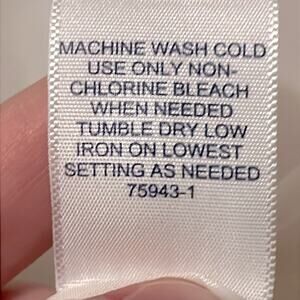 MACHINE WASH COLD
USE ONLY NON-
CHLORINE BLEACH
WHEN NEEDED
TUMBLE DRY LOW
IRON ON LOWEST
SETTING AS NEEDED
75943-1